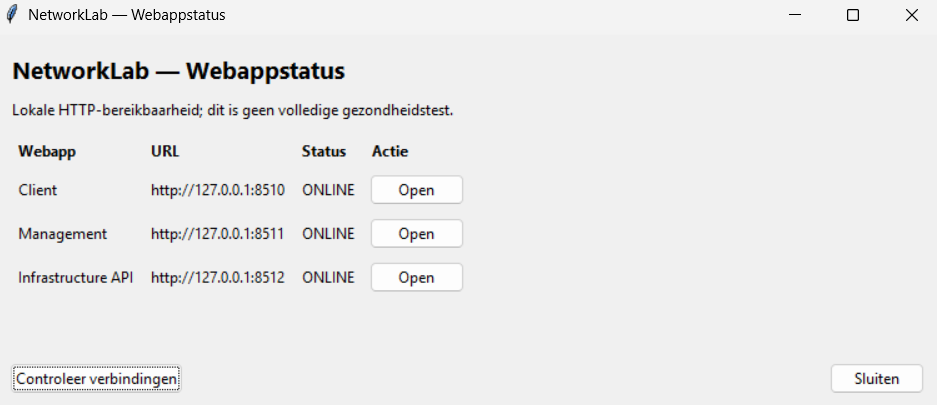 NetworkLab — Webappstatus
NetworkLab — Webappstatus
Lokale HTTP-bereikbaarheid; dit is geen volledige gezondheidstest.
Webapp URL Status Actie
Client http://127.0.0.1:8510 ONLINE Open
Management http://127.0.0.1:8511 ONLINE Open
Infrastructure API http://127.0.0.1:8512 ONLINE Open
Controleer verbindingen Sluiten